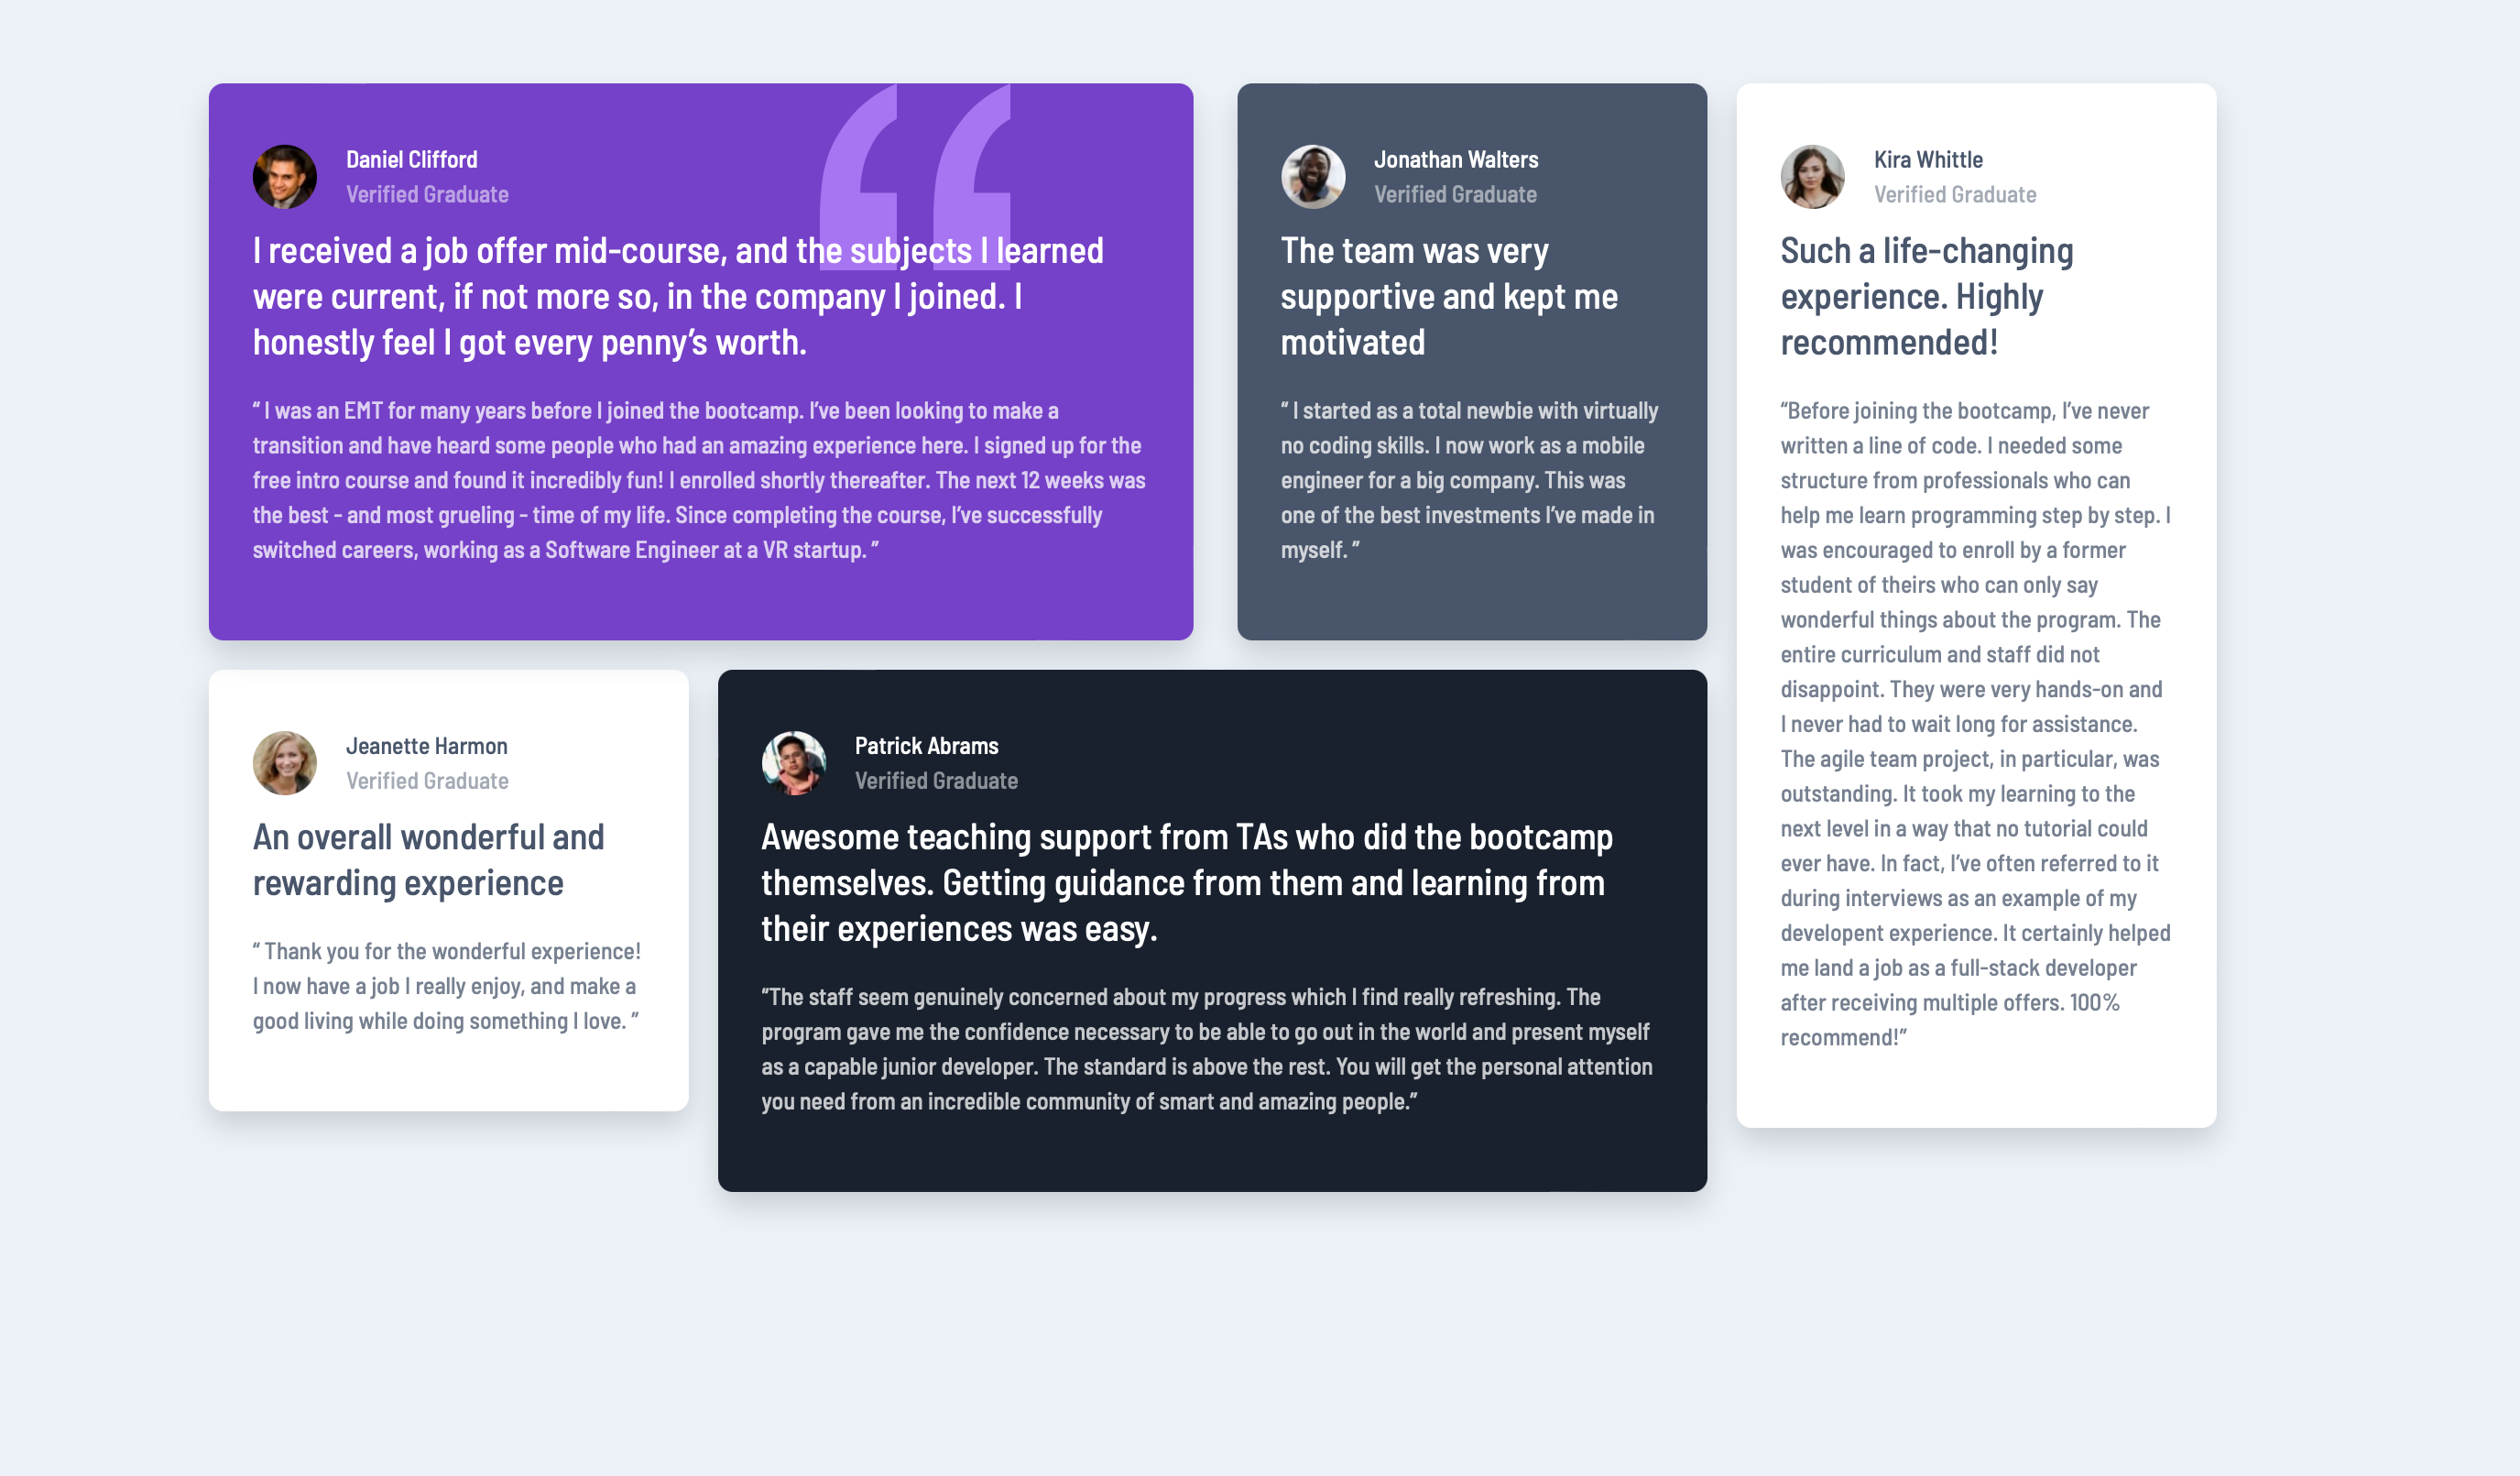 Daniel Clifford
Verified Graduate
I received a job offer mid-course, and the subjects I learned
were current, if not more so, in the company I joined. I
honestly feel I got every penny’s worth.
“ I was an EMT for many years before I joined the bootcamp. I’ve been looking to make a
transition and have heard some people who had an amazing experience here. I signed up for the
free intro course and found it incredibly fun! I enrolled shortly thereafter. The next 12 weeks was
the best - and most grueling - time of my life. Since completing the course, I’ve successfully
switched careers, working as a Software Engineer at a VR startup. ”
Jonathan Walters
Verified Graduate
The team was very
supportive and kept me
motivated
“ I started as a total newbie with virtually
no coding skills. I now work as a mobile
engineer for a big company. This was
one of the best investments I’ve made in
myself. ”
Kira Whittle
Verified Graduate
Such a life-changing
experience. Highly
recommended!
“Before joining the bootcamp, I’ve never
written a line of code. I needed some
structure from professionals who can
help me learn programming step by step. I
was encouraged to enroll by a former
student of theirs who can only say
wonderful things about the program. The
entire curriculum and staff did not
disappoint. They were very hands-on and
I never had to wait long for assistance.
The agile team project, in particular, was
outstanding. It took my learning to the
next level in a way that no tutorial could
ever have. In fact, I’ve often referred to it
during interviews as an example of my
developent experience. It certainly helped
me land a job as a full-stack developer
after receiving multiple offers. 100%
recommend!”
Jeanette Harmon
Verified Graduate
An overall wonderful and
rewarding experience
“ Thank you for the wonderful experience!
I now have a job I really enjoy, and make a
good living while doing something I love. ”
Patrick Abrams
Verified Graduate
Awesome teaching support from TAs who did the bootcamp
themselves. Getting guidance from them and learning from
their experiences was easy.
“The staff seem genuinely concerned about my progress which I find really refreshing. The
program gave me the confidence necessary to be able to go out in the world and present myself
as a capable junior developer. The standard is above the rest. You will get the personal attention
you need from an incredible community of smart and amazing people.”